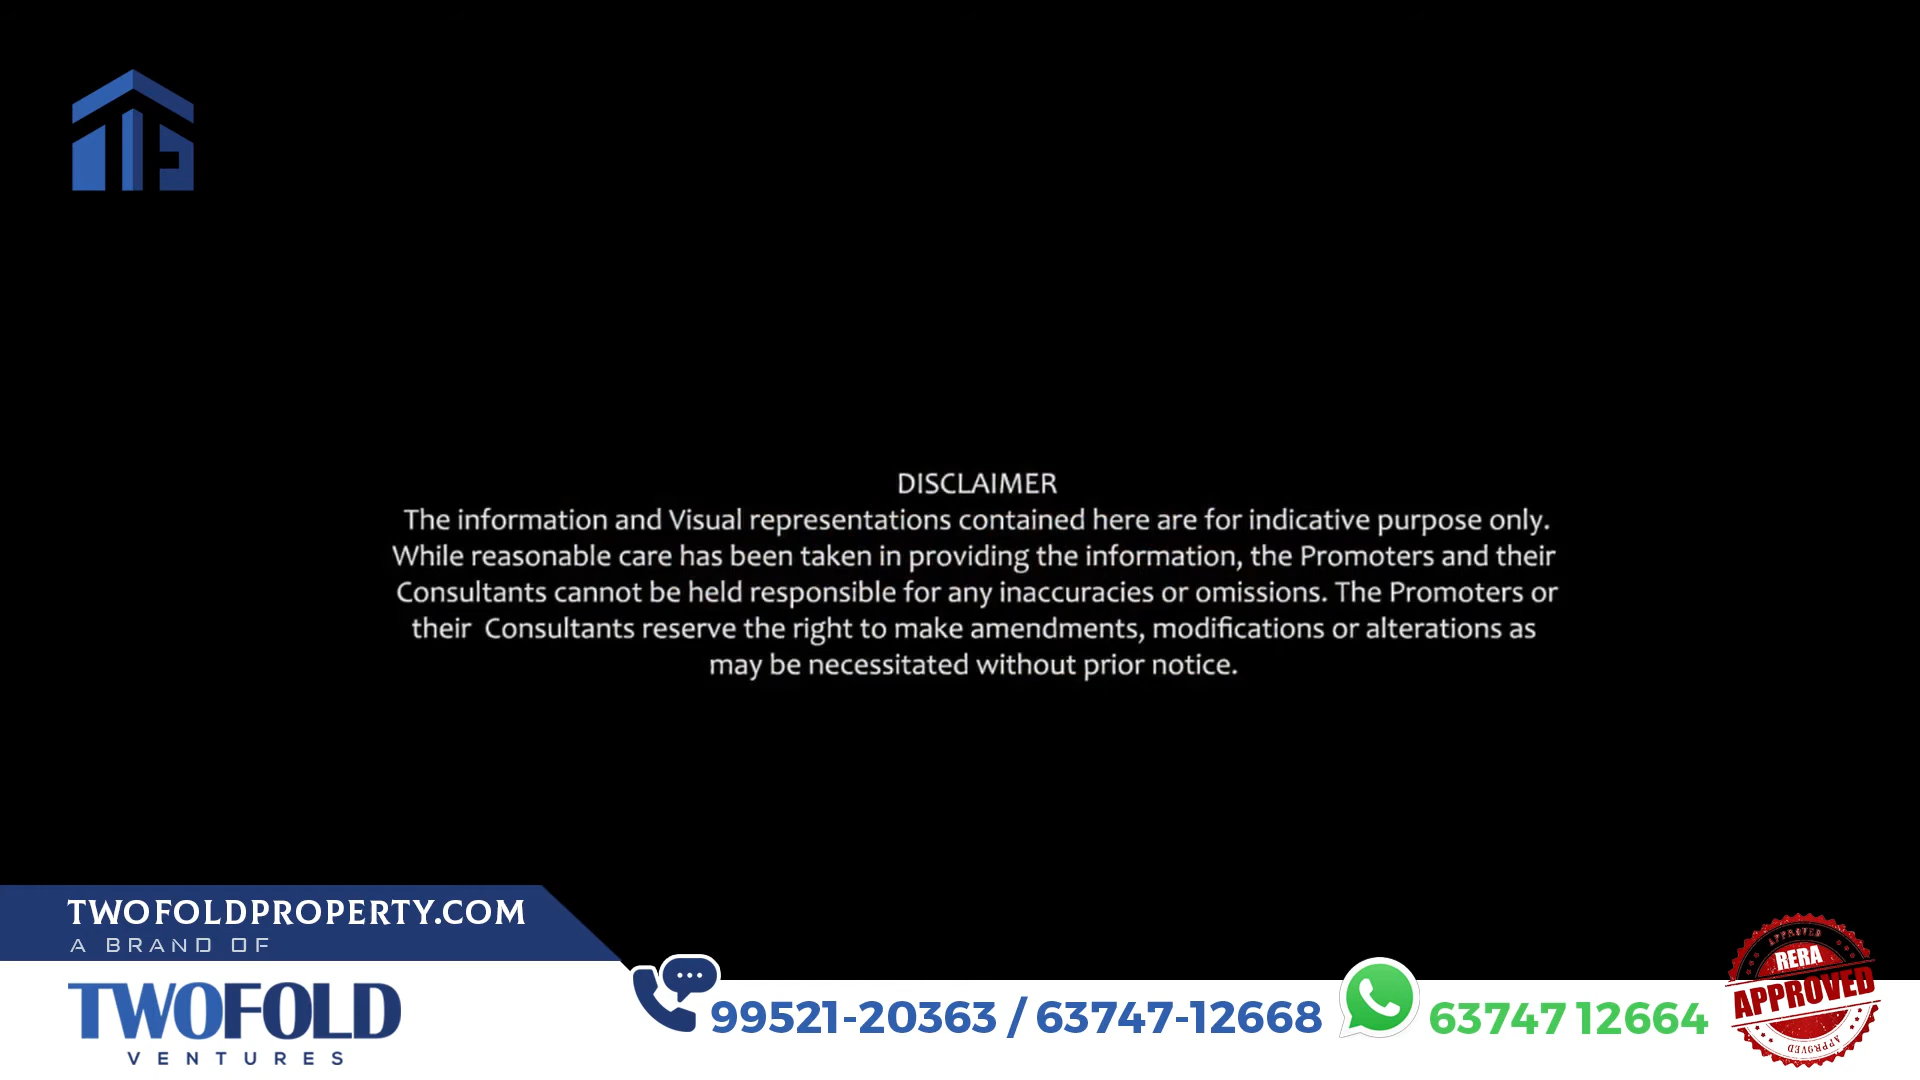 DISCLAIMER
The information and Visual representations contained here are for indicative purpose only.
While reasonable care has been taken in providing the information, the Promoters and their
Consultants cannot be held responsible for any inaccuracies or omissions. The Promoters or
their  Consultants reserve the right to make amendments, modifications or alterations as
may be necessitated without prior notice.
TWOFOLDPROPERTY.COM
A BRAND OF
TWOFOLD
VENTURES
99521-20363 / 63747-12668
63747 12664
APPROVED
RERA
APPROVED
APPROVED